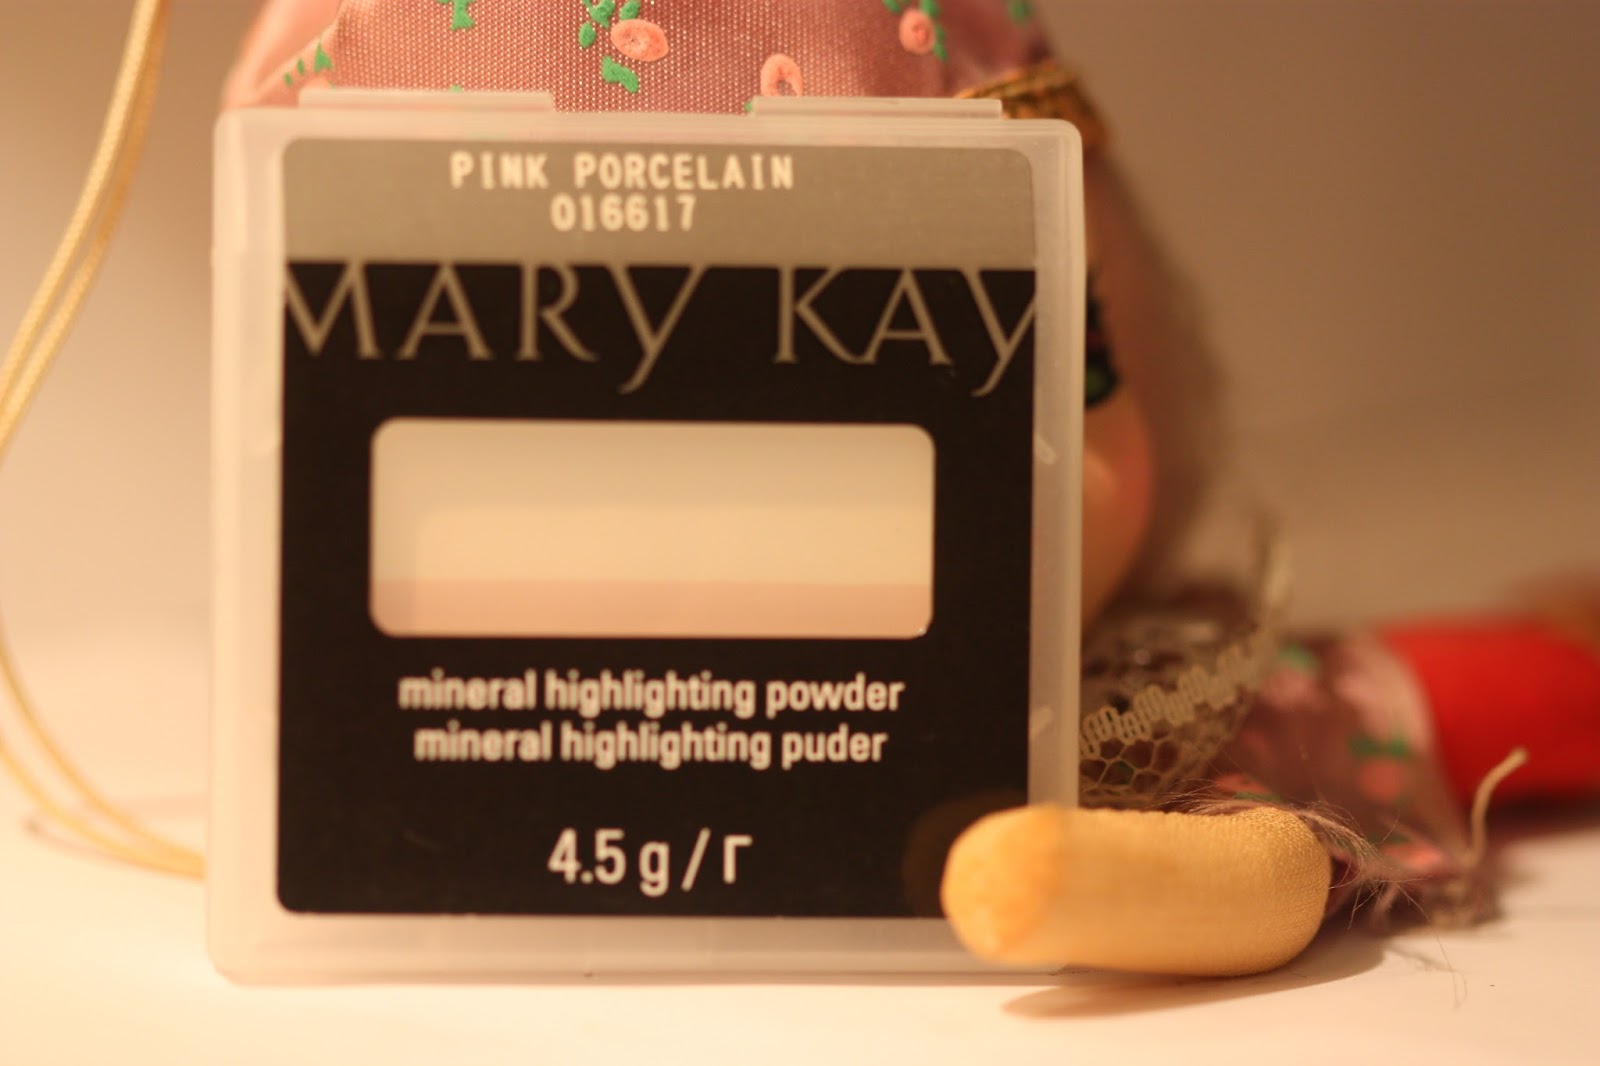 PINK PORCELAIN
016617
MARY KAY
mineral highlighting powder
mineral highlighting puder
4.5 g / Г